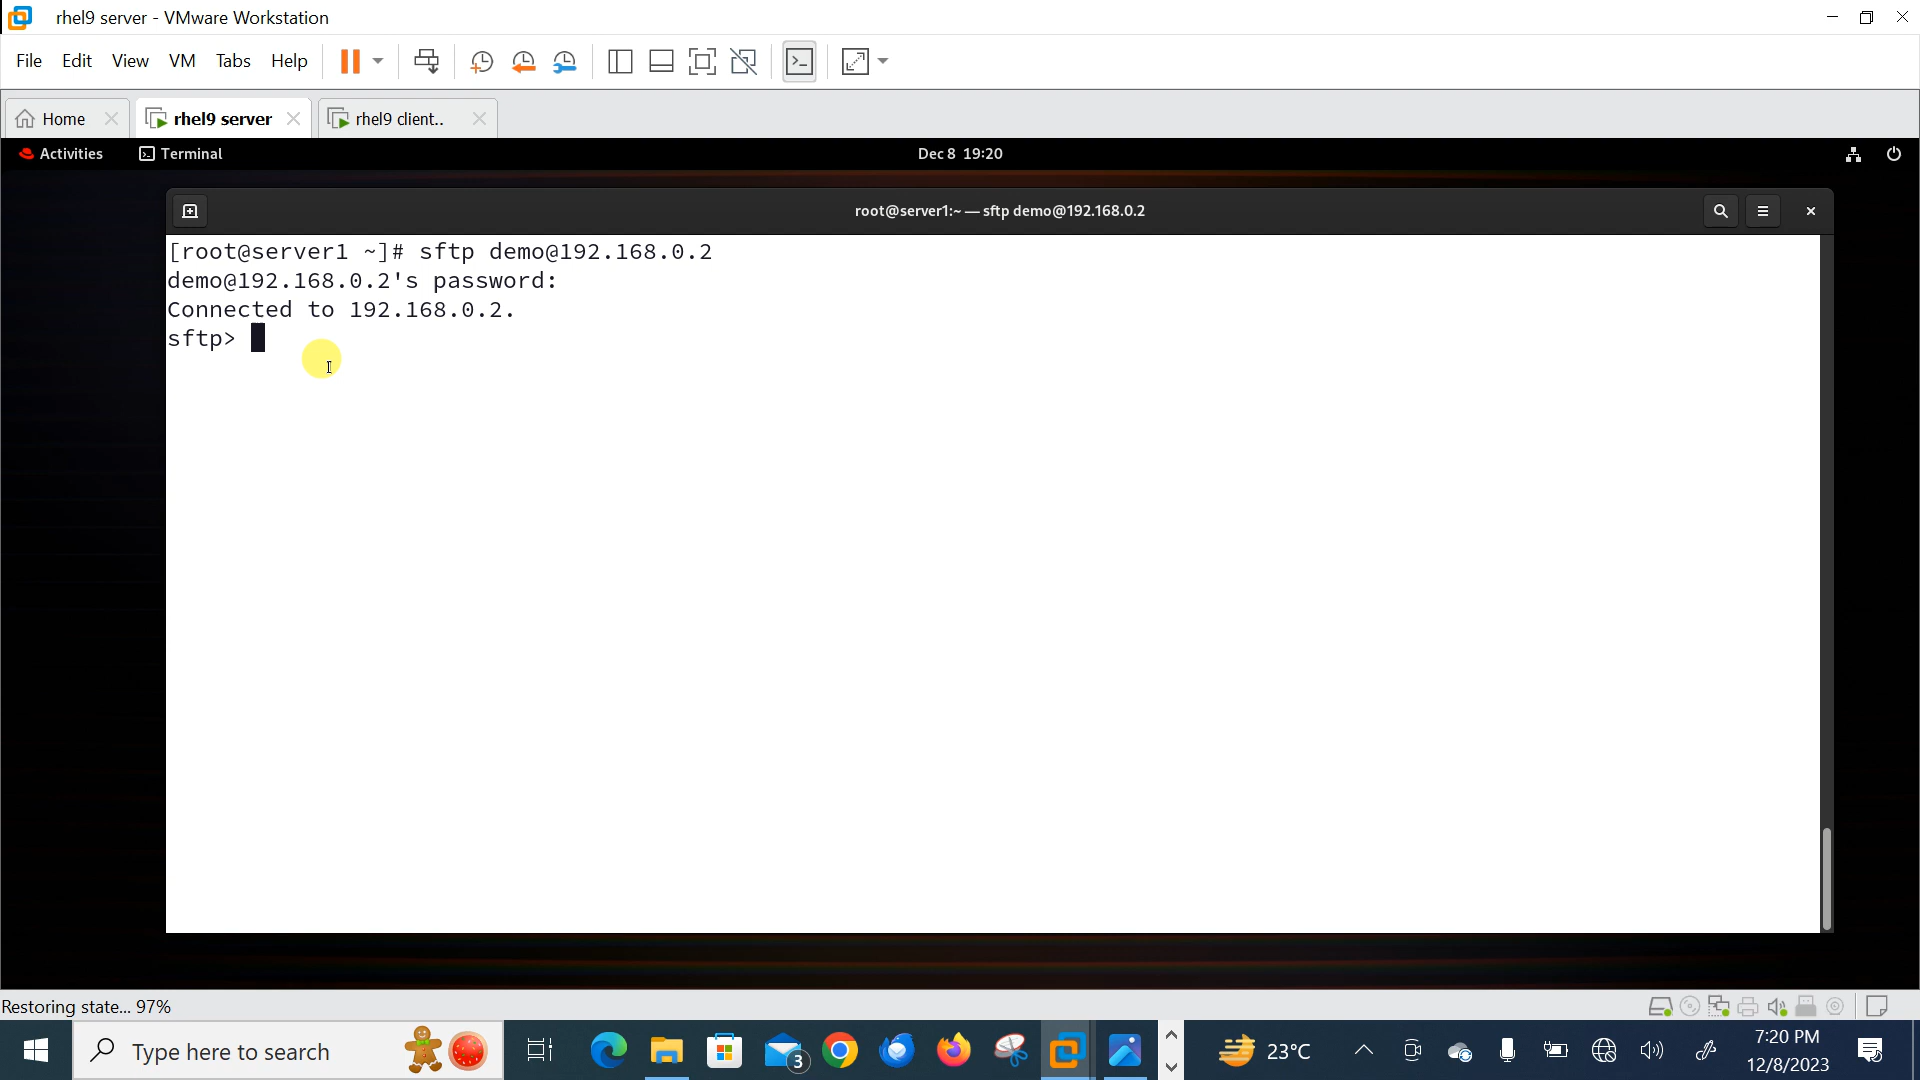 rhel9 server - VMware Workstation
File Edit View VM Tabs Help
Home rhel9 server rhel9 client..
Activities Terminal Dec 8 19:20
root@server1:~ — sftp demo@192.168.0.2
[root@server1 ~]# sftp demo@192.168.0.2
demo@192.168.0.2's password:
Connected to 192.168.0.2.
sftp>
Restoring state... 97%
Type here to search 3 23°C 7:20 PM
12/8/2023